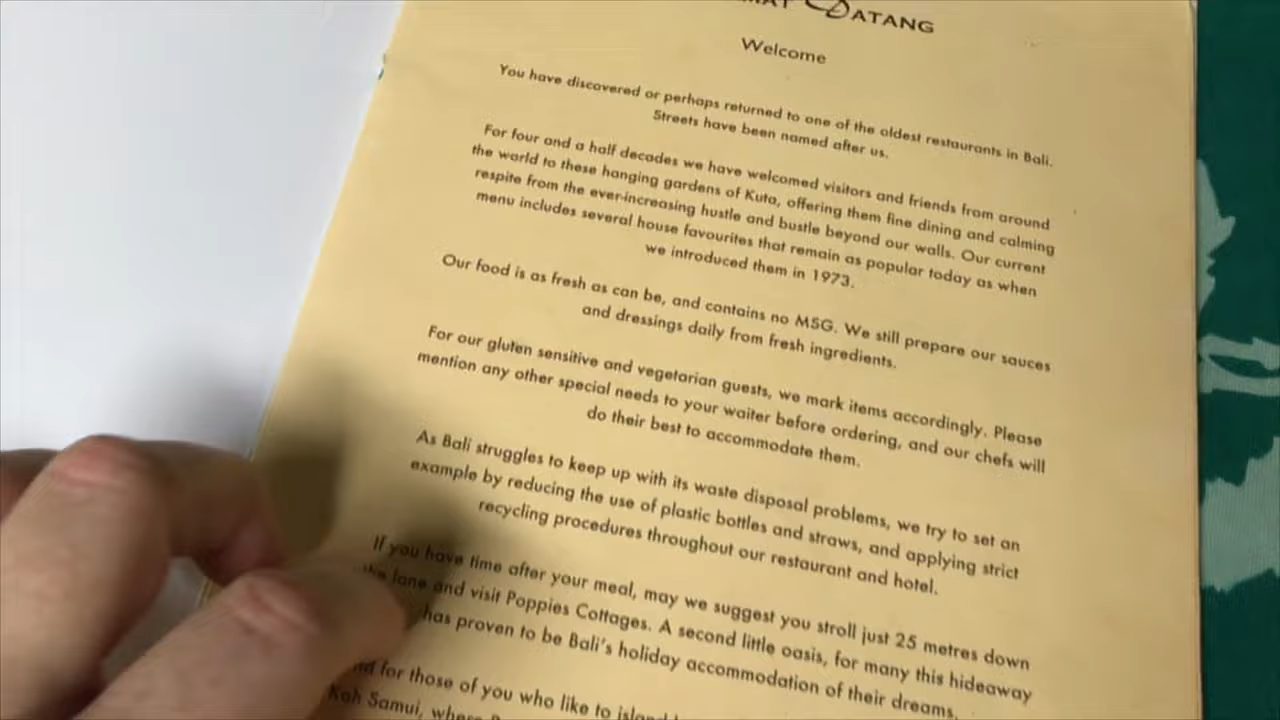 DATANG
Welcome
You have discovered or perhaps returned to one of the oldest restaurants in Bali.
Streets have been named after us.
For four and a half decades we have welcomed visitors and friends from around
the world to these hanging gardens of Kuta, offering them fine dining and calming
respite from the ever-increasing hustle and bustle beyond our walls. Our current
menu includes several house favourites that remain as popular today as when
we introduced them in 1973.
Our food is as fresh as can be, and contains no MSG. We still prepare our sauces
and dressings daily from fresh ingredients.
For our gluten sensitive and vegetarian guests, we mark items accordingly. Please
mention any other special needs to your waiter before ordering, and our chefs will
do their best to accommodate them.
As Bali struggles to keep up with its waste disposal problems, we try to set an
example by reducing the use of plastic bottles and straws, and applying strict
recycling procedures throughout our restaurant and hotel.
If you have time after your meal, may we suggest you stroll just 25 metres down
the lane and visit Poppies Cottages. A second little oasis, for many this hideaway
has proven to be Bali's holiday accommodation of their dreams.
for those of you who like to
Koh Samui, where